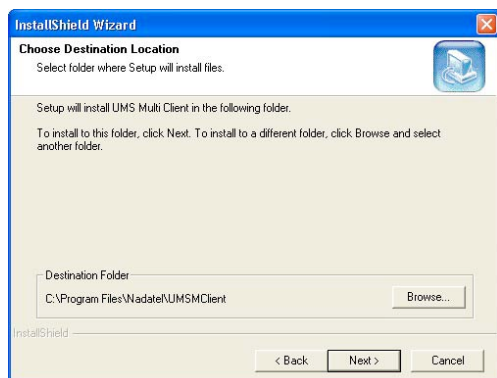 InstallShield Wizard
Choose Destination Location
Select folder where Setup will install files.
Setup will install UMS Multi Client in the following folder.
To install to this folder, click Next. To install to a different folder, click Browse and select
another folder.
Destination Folder
C:\Program Files\Nadatel\UMSMClient
Browse...
InstallShield
< Back
Next >
Cancel